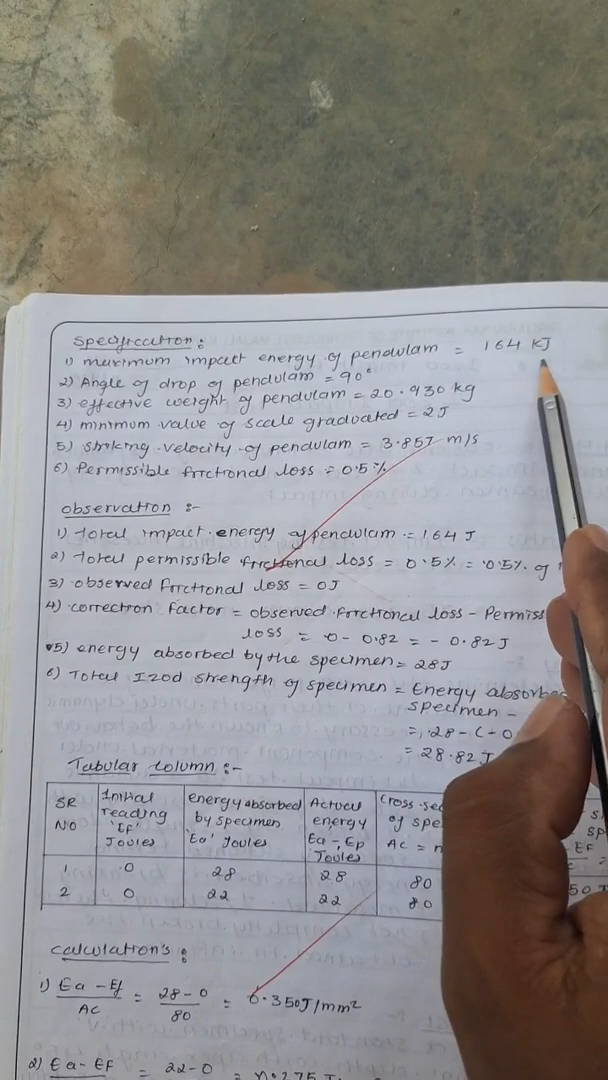 Specification :
1) maximum impact energy of pendulam = 164 KJ
2) Angle of drop of pendulam = 90°
3) effective weight of pendulam = 20.930 kg
4) minimum value of scale graduated = 2J
5) striking velocity of pendulam = 3.857 m/s
6) Permissible frictional loss = 0.5%
observation :-
1) total impact energy of pendulam = 164 J
2) Total permissible frictional loss = 0.5% = 0.5% of
3) observed frictional loss = 0J
4) correction factor = observed frictional loss - Permiss
loss = 0 - 0.82 = - 0.82J
5) energy absorbed by the specimen = 28J
6) Total Izod strength of specimen = Energy absorbed
specimen -
= 28 - (-0
= 28.82 J
Tabular column :-
SR NO
Initial reading 'Ef' Joules
energy absorbed by specimen 'Ea' Joules
Actual energy Ea - Ep Joules
cross-sec of spe AC = 
1 0 28 28 80
2 0 22 22 80
calculation's :
1) Ea - Ef / AC = 28 - 0 / 80 = 0.350J/mm²
2) Ea - EF = 22 - 0 = 0.275 J